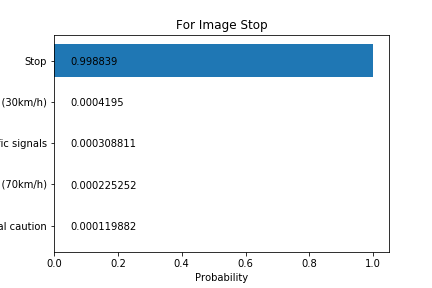 For Image Stop
Stop
0.998839
(30km/h)
0.0004195
fic signals
0.000308811
(70km/h)
0.000225252
al caution
0.000119882
0.0 0.2 0.4 0.6 0.8 1.0
Probability